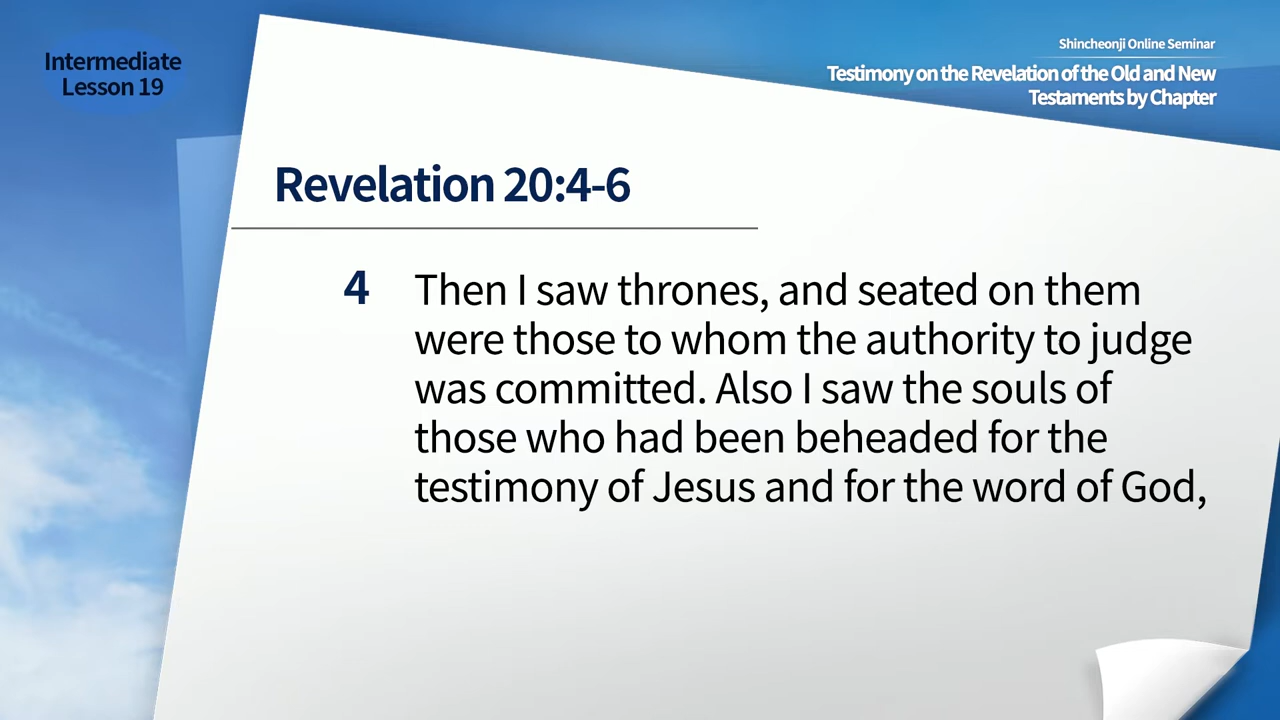 Intermediate
Lesson 19
Shincheonji Online Seminar
Testimony on the Revelation of the Old and New
Testaments by Chapter
Revelation 20:4-6
4 Then I saw thrones, and seated on them
were those to whom the authority to judge
was committed. Also I saw the souls of
those who had been beheaded for the
testimony of Jesus and for the word of God,